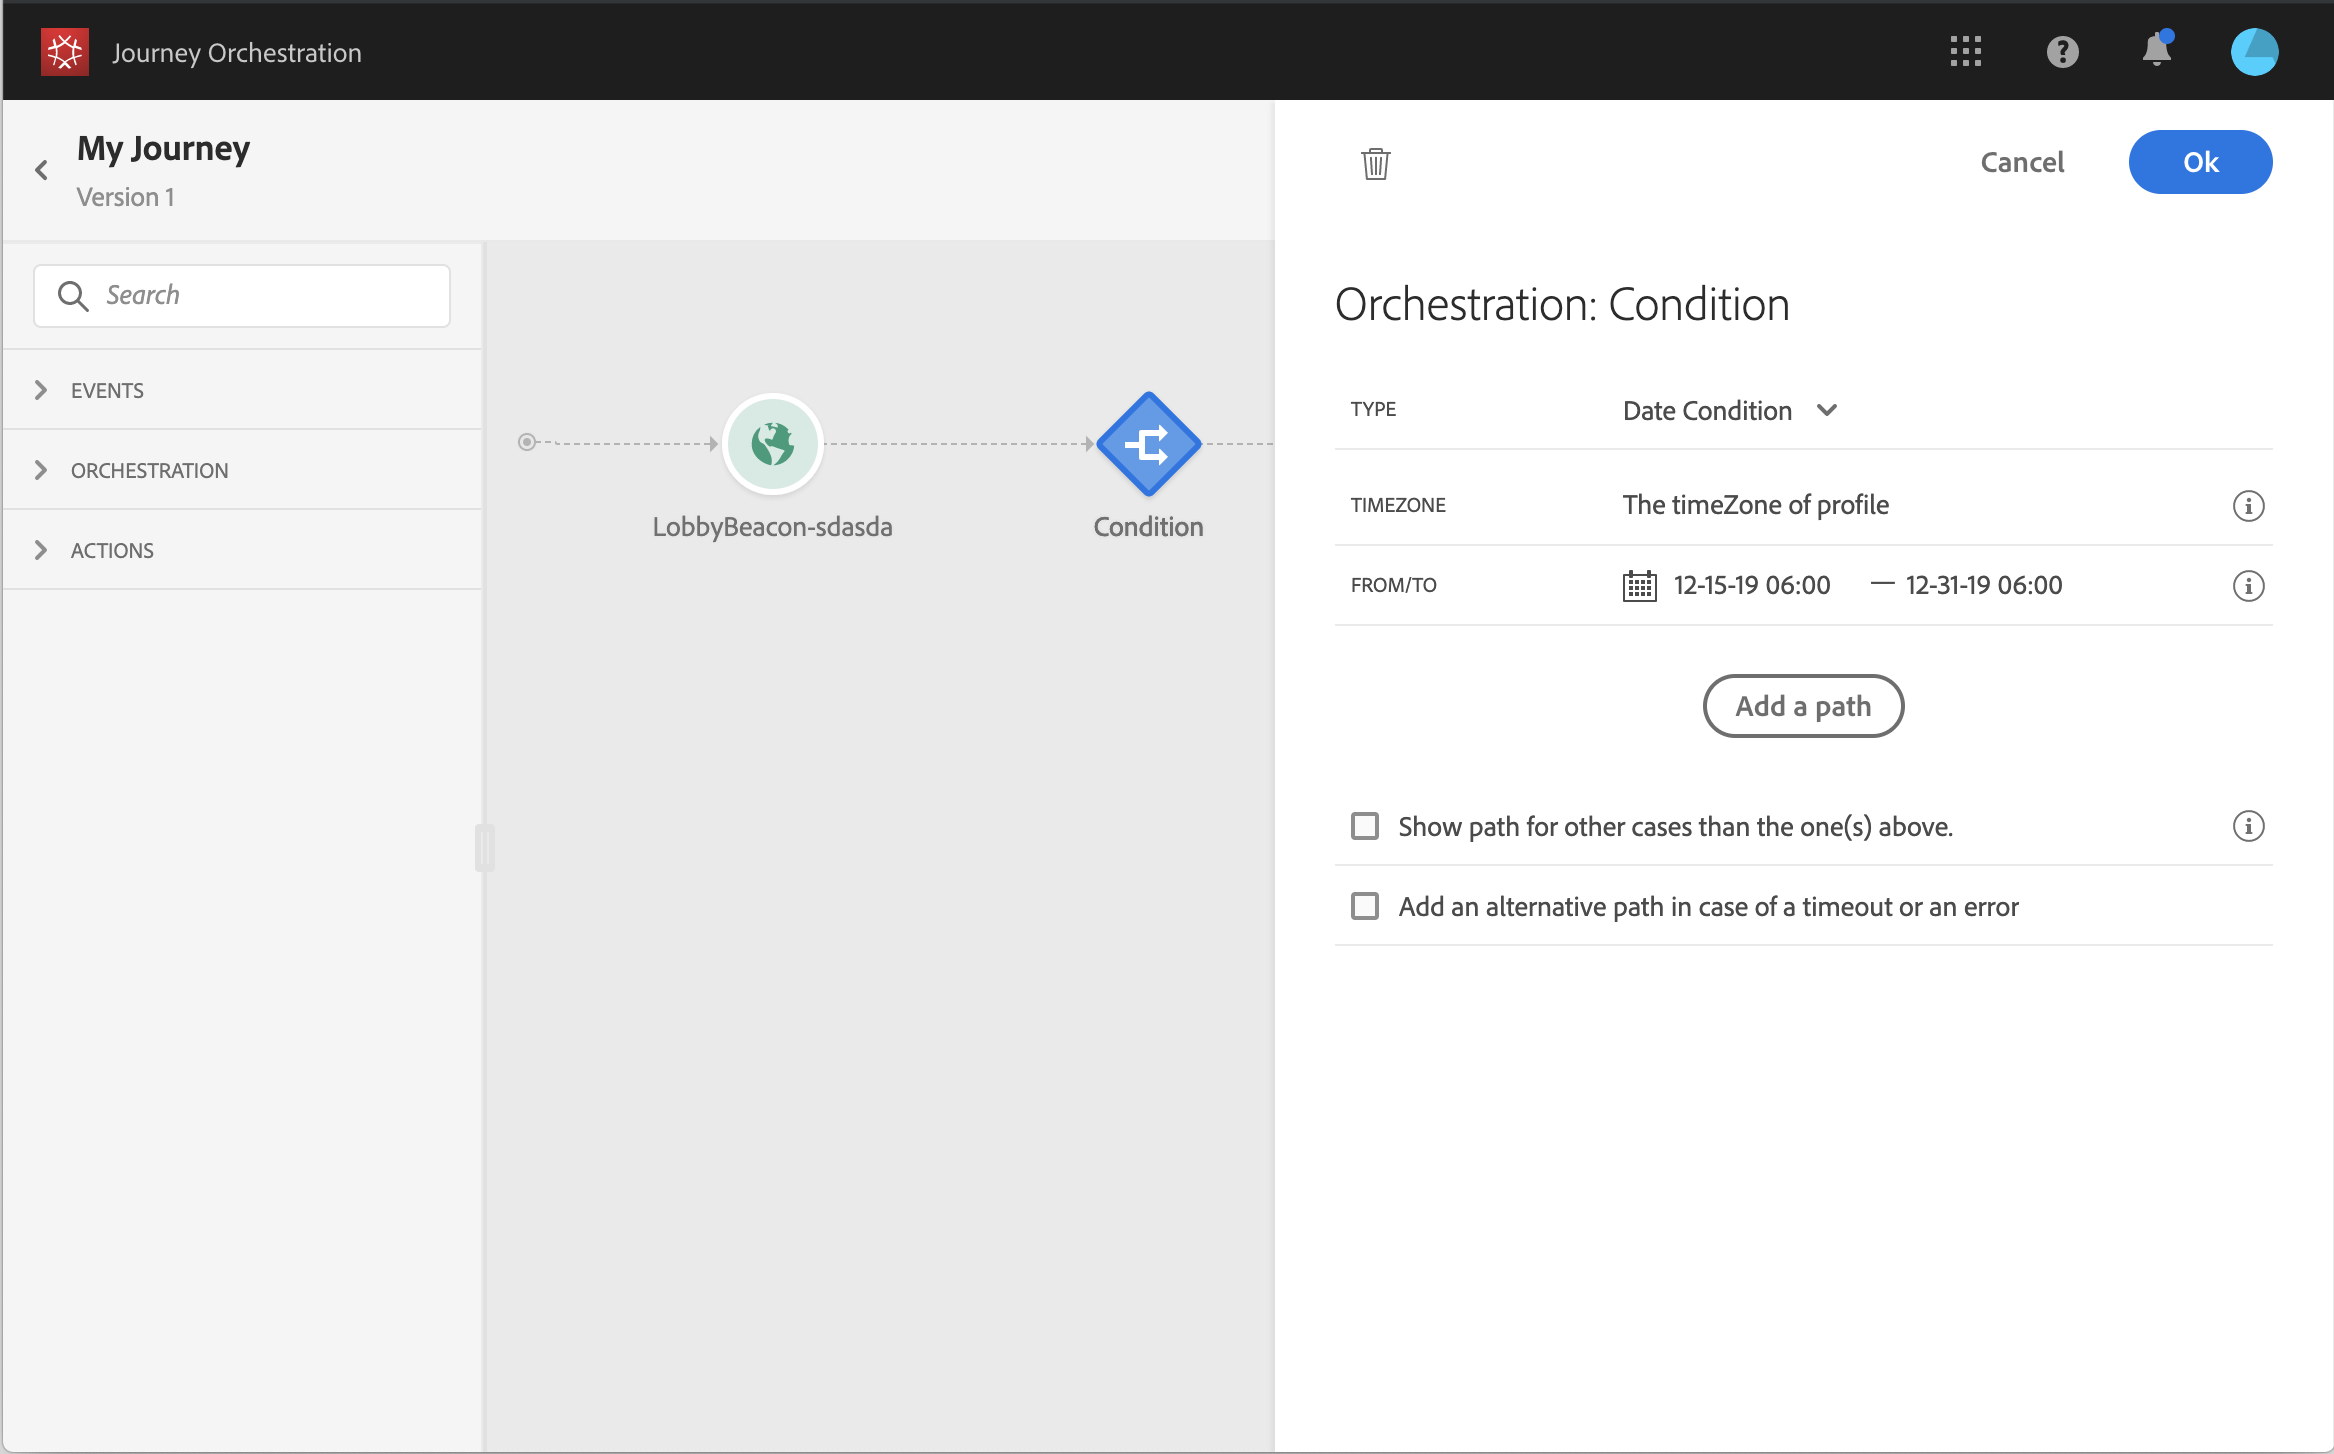 Journey Orchestration
My Journey
Version 1
Search
EVENTS
ORCHESTRATION
ACTIONS
LobbyBeacon-sdasda
Condition
Cancel
Ok
Orchestration: Condition
TYPE Date Condition
TIMEZONE The timeZone of profile
FROM/TO 12-15-19 06:00 — 12-31-19 06:00
Add a path
Show path for other cases than the one(s) above.
Add an alternative path in case of a timeout or an error